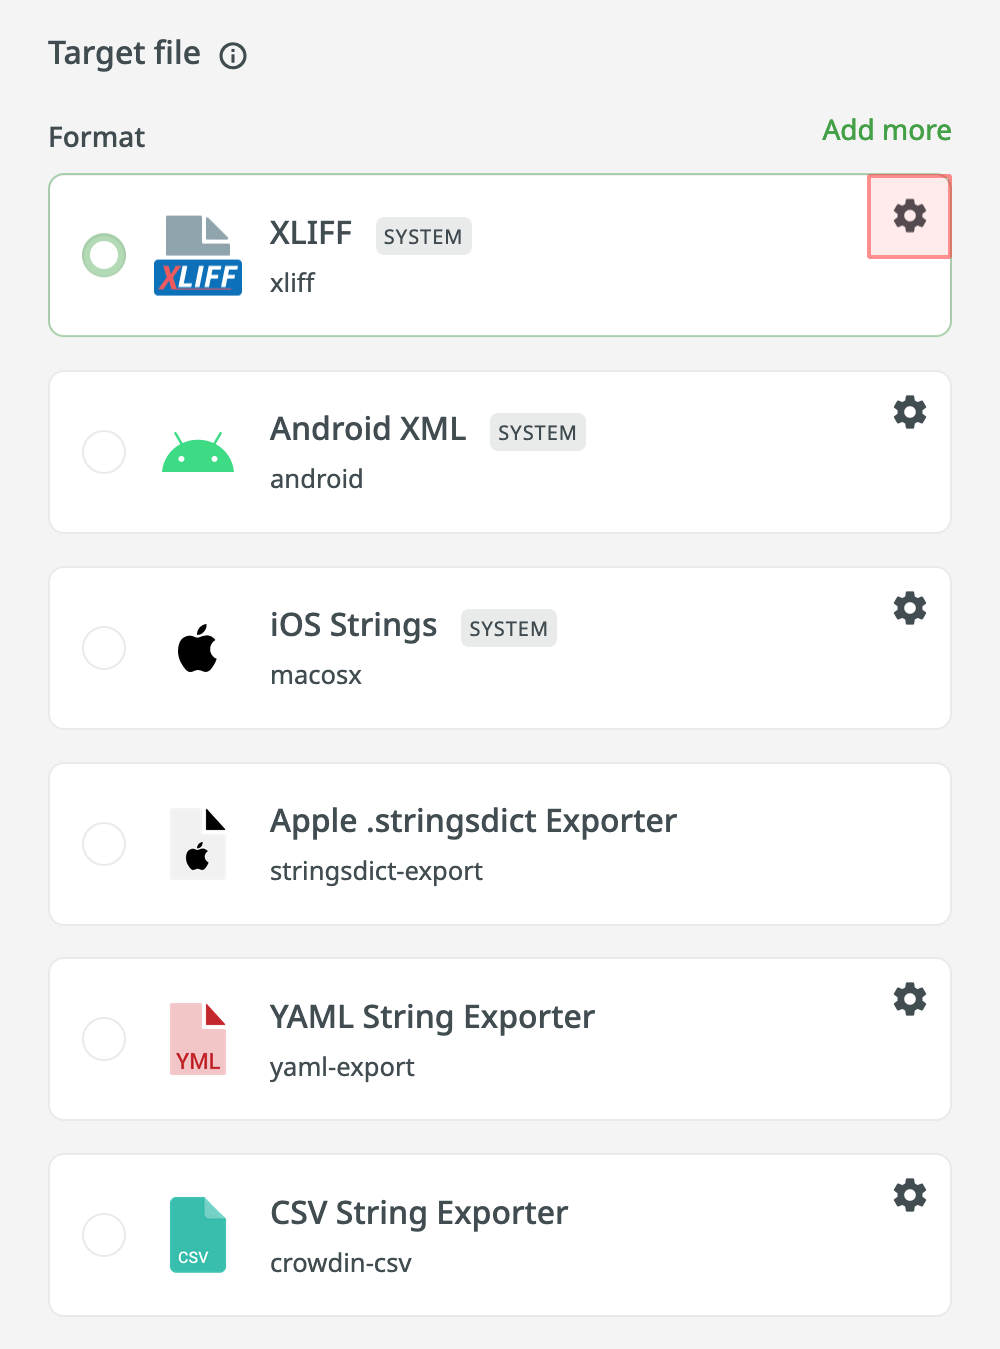 Target file
Format
Add more
XLIFF SYSTEM
XLIFF
xliff
Android XML SYSTEM
android
iOS Strings SYSTEM
macosx
Apple .stringsdict Exporter
stringsdict-export
YAML String Exporter
YML
yaml-export
CSV String Exporter
CSV
crowdin-csv